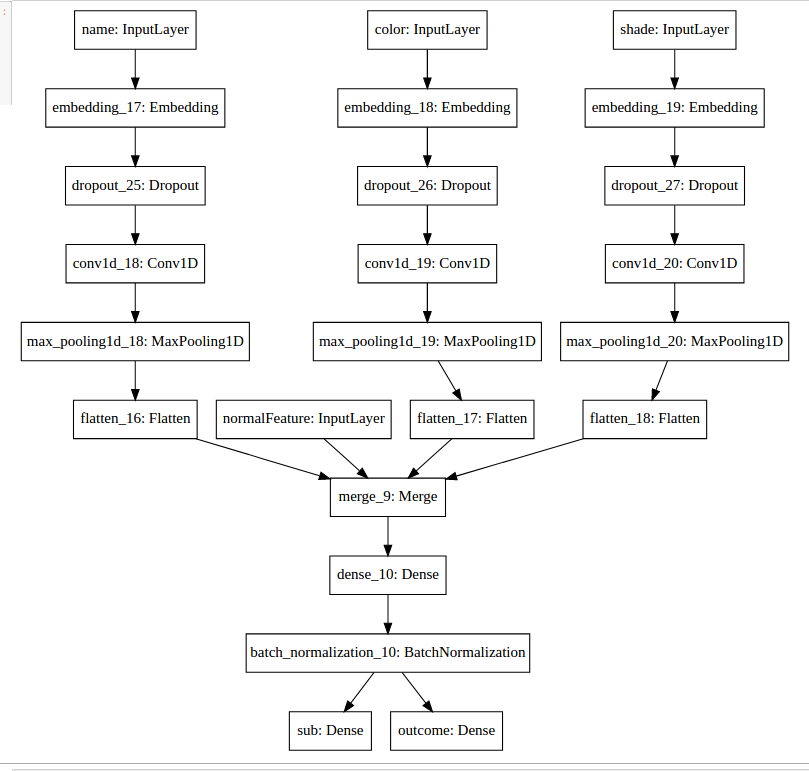 :
name: InputLayer
color: InputLayer
shade: InputLayer
embedding_17: Embedding
embedding_18: Embedding
embedding_19: Embedding
dropout_25: Dropout
dropout_26: Dropout
dropout_27: Dropout
conv1d_18: Conv1D
conv1d_19: Conv1D
conv1d_20: Conv1D
max_pooling1d_18: MaxPooling1D
max_pooling1d_19: MaxPooling1D
max_pooling1d_20: MaxPooling1D
flatten_16: Flatten
normalFeature: InputLayer
flatten_17: Flatten
flatten_18: Flatten
merge_9: Merge
dense_10: Dense
batch_normalization_10: BatchNormalization
sub: Dense
outcome: Dense